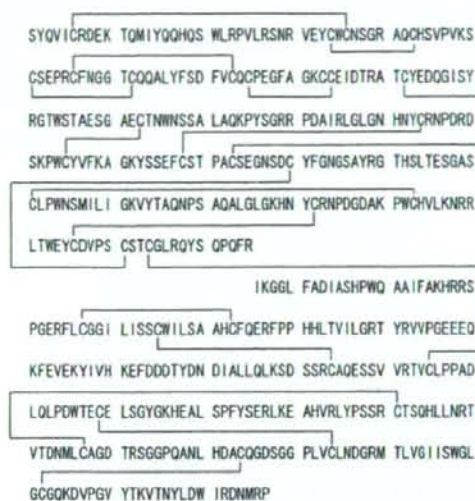 SYQVICRDEK TQMIYQQHQS WLRPVLRSNR VEYCWCNSGR AQCHSVPVKS
CSEPRCFNGG TCQQALYFSD FVCQCPEGFA GKCCEIDTRA TCYEDQGISY
RGTWSTAESG AECTNWNSSA LAQKPYSGRR PDAIRLGLGN HNYCRNPDRD
SKPWCYVFKA GKYSSEFCST PACSEGNSDC YFGNGSAYRG THSLTESGAS
CLPWNSMILI GKVYTAQNPS AQALGLGKHN YCRNPDGDAK PWCHVLKNRR
LTWEYCDVPS CSTCGLRQYS QPQFR
IKGGL FADIASHPWQ AAIFAKHRRS
PGERFLCGGI LISSCWILSA AHCFQERFPP HHLTVILGRT YRVVPGEEEQ
KFEVEKYIVH KEFDDDTYDN DIALLQLKSD SSRCAQESSV VRTVCLPPAD
LQLPDWTECE LSGYGKHEAL SPFYSERLKE AHVRLYPSSR CTSQHLLNRT
VTDNMLCAGD TRSGGPQANL HDACQGDSGG PLVCLNDGRM TLVGIISWGL
GCGQKDVPGV YTKVTNYLDW IRDNMRP